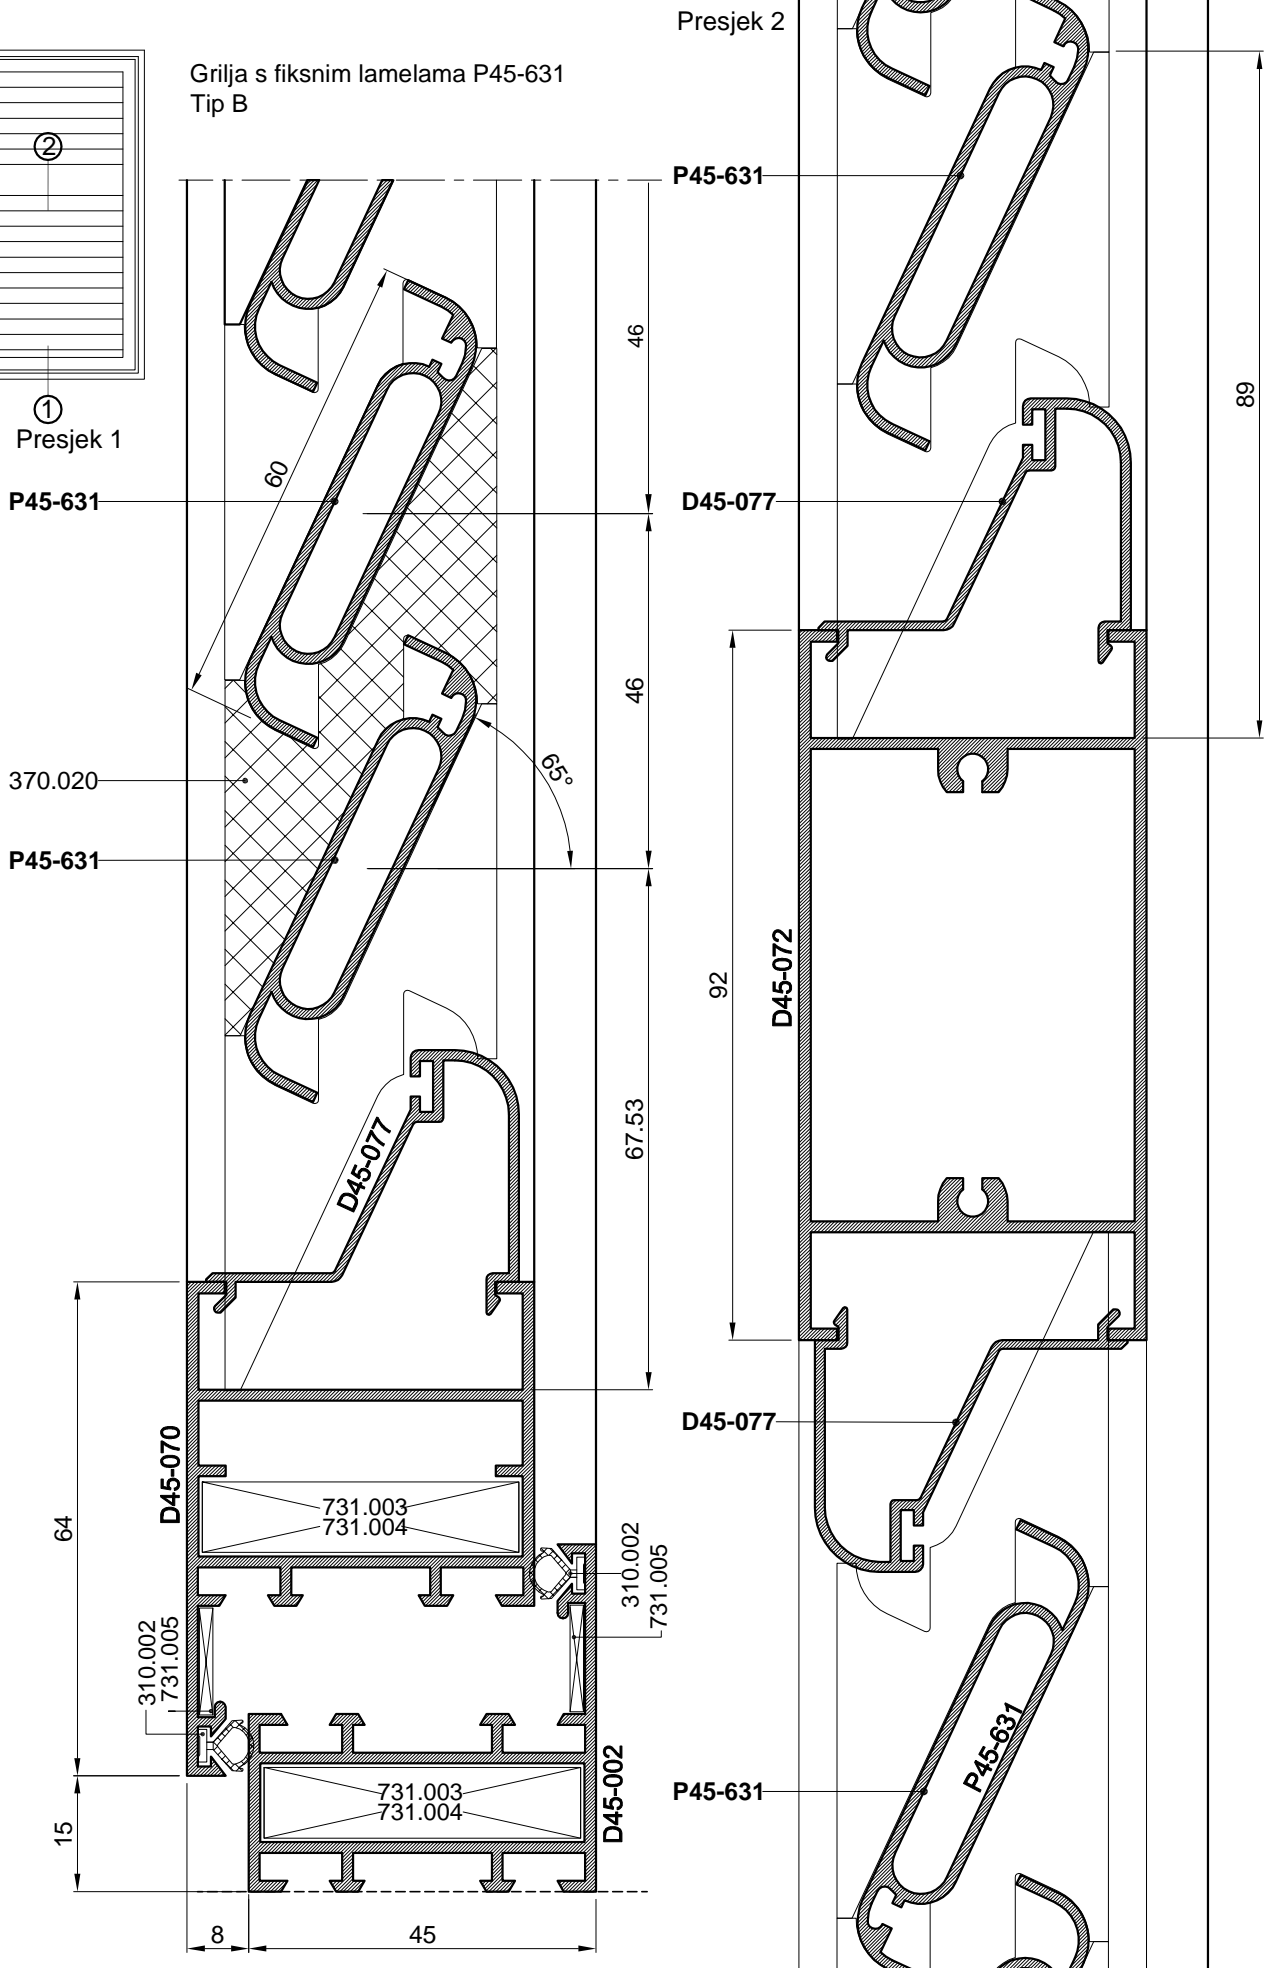 Presjek 2
Grilja s fiksnim lamelama P45-631
Tip B
2
1
Presjek 1
P45-631
P45-631
46
89
60
P45-631
D45-077
46
65°
370.020
P45-631
D45-072
92
67.53
D45-077
D45-077
D45-070
731.003
731.004
64
310.002
731.005
310.002
731.005
P45-631
P45-631
D45-002
731.003
731.004
15
8
45